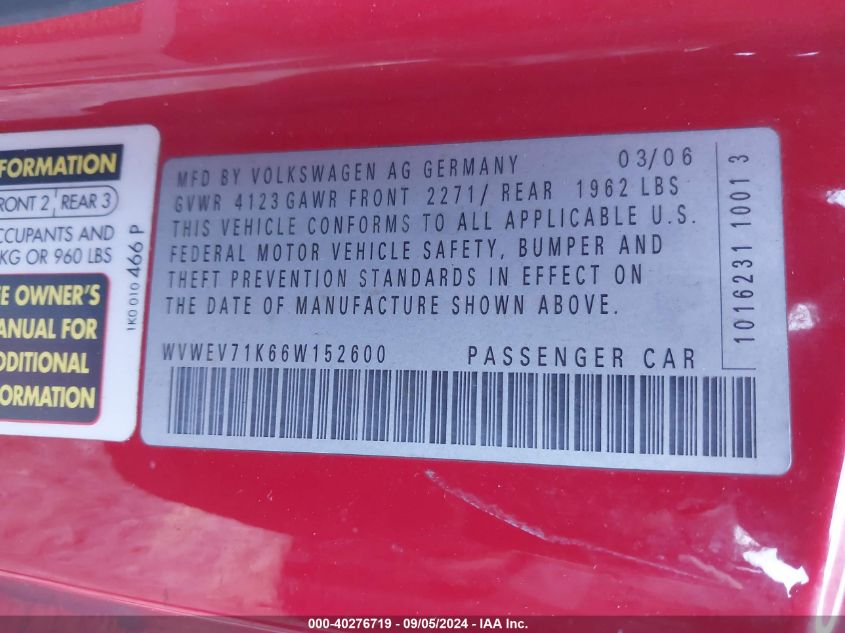 FORMATION
RONT 2 REAR 3
CCUPANTS AND
KG OR 960 LBS
E OWNER'S
MANUAL FOR
DDITIONAL
FORMATION
1K0 010 466 P
MFD BY VOLKSWAGEN AG GERMANY 03/06
GVWR 4123 GAWR FRONT 2271/ REAR 1962 LBS
THIS VEHICLE CONFORMS TO ALL APPLICABLE U.S.
FEDERAL MOTOR VEHICLE SAFETY, BUMPER AND
THEFT PREVENTION STANDARDS IN EFFECT ON
THE DATE OF MANUFACTURE SHOWN ABOVE.
WVWEV71K66W152600 PASSENGER CAR
1016231 1001 3
000-40276719 - 09/05/2024 - IAA Inc.